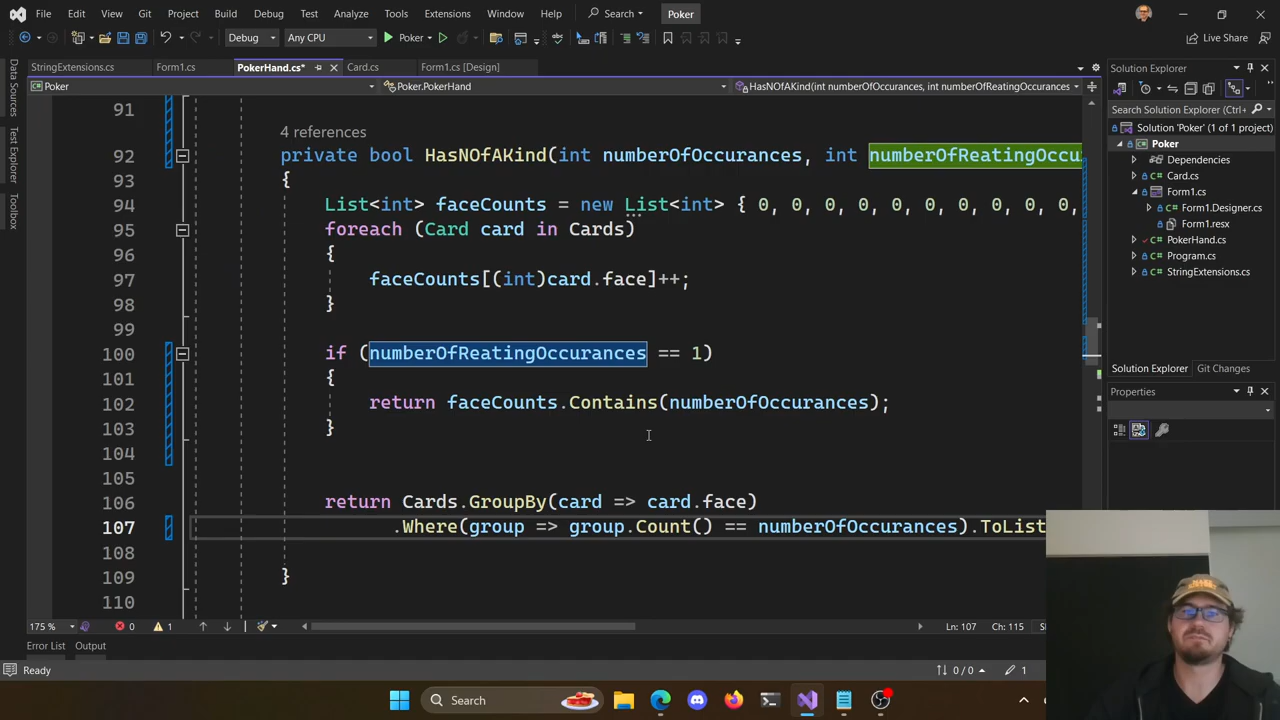 File Edit View Git Project Build Debug Test Analyze Tools Extensions Window Help Search Poker
Debug Any CPU Poker Live Share
StringExtensions.cs Form1.cs PokerHand.cs* Card.cs Form1.cs [Design]
Poker Poker.PokerHand HasNOfAKind(int numberOfOccurances, int numberOfReatingOccurances
Data Sources
Test Explorer
Toolbox
91
4 references
92 private bool HasNOfAKind(int numberOfOccurances, int numberOfReatingOccu
93 {
94 List<int> faceCounts = new List<int> { 0, 0, 0, 0, 0, 0, 0, 0, 0, 0,
95 foreach (Card card in Cards)
96 {
97 faceCounts[(int)card.face]++;
98 }
99
100 if (numberOfReatingOccurances == 1)
101 {
102 return faceCounts.Contains(numberOfOccurances);
103 }
104
105
106 return Cards.GroupBy(card => card.face)
107 .Where(group => group.Count() == numberOfOccurances).ToList
108
109 }
110
175 % 0 1 Ln: 107 Ch: 115
Error List Output
Ready 0 / 0 1
Solution Explorer
Search Solution Explorer (Ctrl+
Solution 'Poker' (1 of 1 project)
Poker
Dependencies
Card.cs
Form1.cs
Form1.Designer.cs
Form1.resx
PokerHand.cs
Program.cs
StringExtensions.cs
Solution Explorer Git Changes
Properties
Search